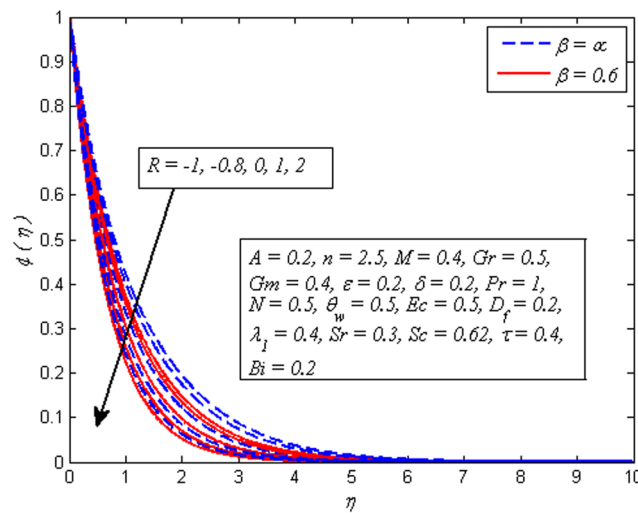 1
0.9
0.8
0.7
0.6
0.5
0.4
0.3
0.2
0.1
0
ϕ(η)
β = α
β = 0.6
R = -1, -0.8, 0, 1, 2
A = 0.2, n = 2.5, M = 0.4, Gr = 0.5,
Gm = 0.4, ε = 0.2, δ = 0.2, Pr = 1,
N = 0.5, θ_w = 0.5, Ec = 0.5, D_f = 0.2,
λ_1 = 0.4, Sr = 0.3, Sc = 0.62, τ = 0.4,
Bi = 0.2
0 1 2 3 4 5 6 7 8 9 10
η